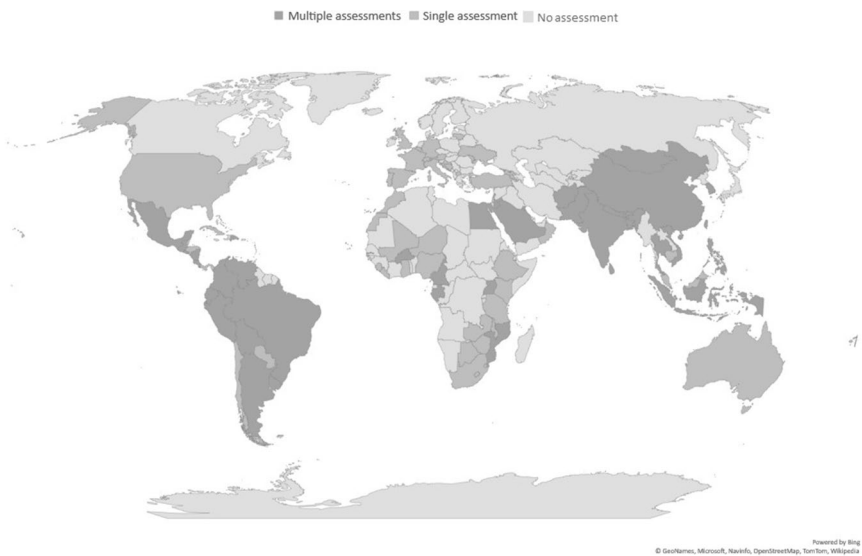 Multiple assessments Single assessment No assessment
Powered by Bing
© GeoNames, Microsoft, Navinfo, OpenStreetMap, TomTom, Wikipedia